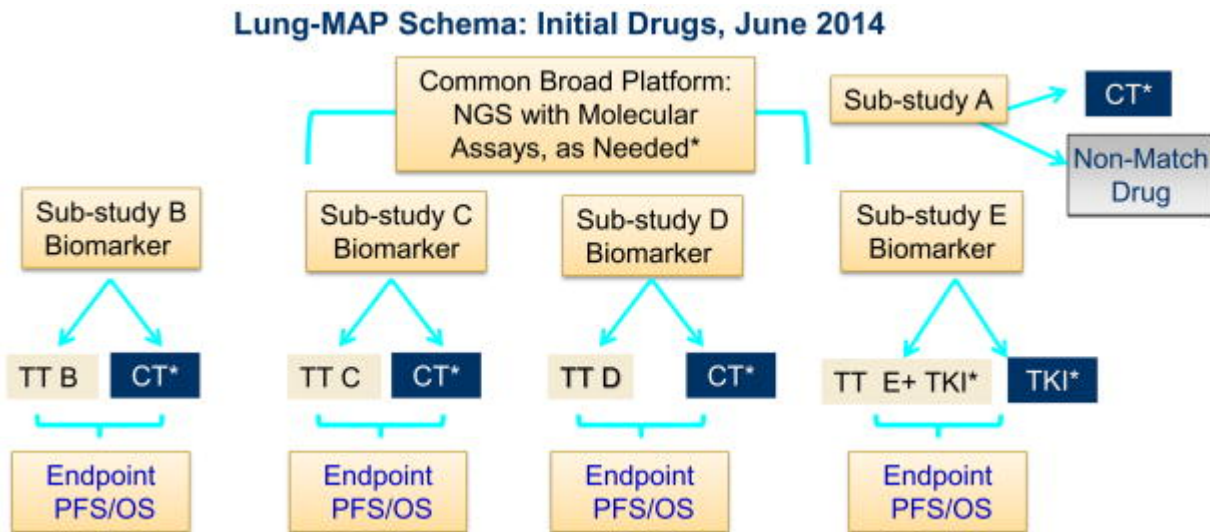 Lung-MAP Schema: Initial Drugs, June 2014
Common Broad Platform:
NGS with Molecular
Assays, as Needed*
Sub-study A
CT*
Non-Match
Drug
Sub-study B
Biomarker
Sub-study C
Biomarker
Sub-study D
Biomarker
Sub-study E
Biomarker
TT B
CT*
TT C
CT*
TT D
CT*
TT E+ TKI*
TKI*
Endpoint
PFS/OS
Endpoint
PFS/OS
Endpoint
PFS/OS
Endpoint
PFS/OS